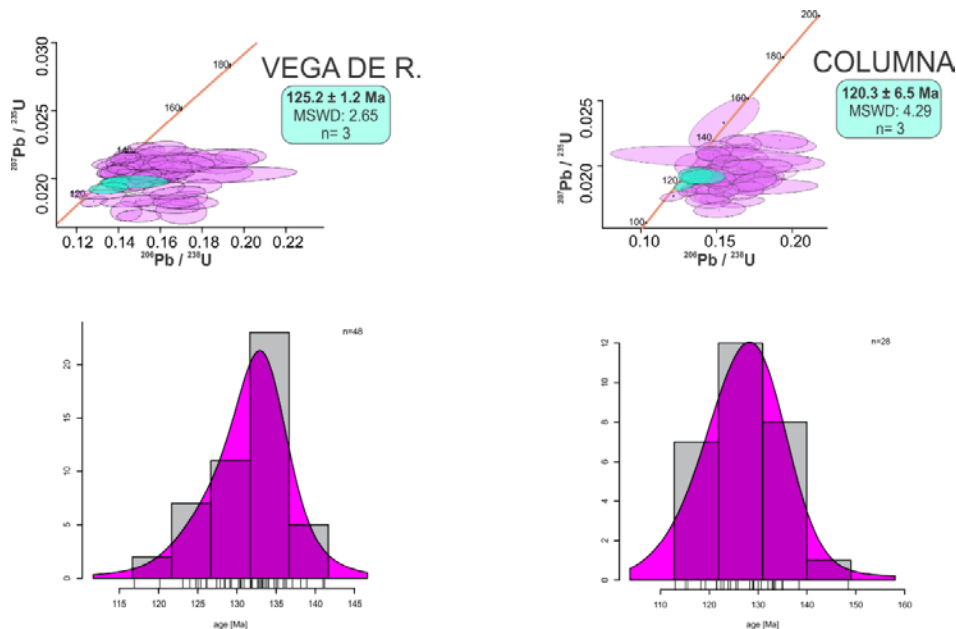 VEGA DE R.
125.2 ± 1.2 Ma
MSWD: 2.65
n= 3
0.030
0.025
0.020
²⁰⁷Pb / ²³⁵U
180
160
140
120
0.12 0.14 0.16 0.18 0.20 0.22
²⁰⁶Pb / ²³⁸U
COLUMNA
120.3 ± 6.5 Ma
MSWD: 4.29
n= 3
0.025
0.020
²⁰⁷Pb / ²³⁵U
200
180
160
140
120
100
0.10 0.15 0.20
²⁰⁶Pb / ²³⁸U
n=48
20
15
10
5
0
115 120 125 130 135 140 145
age [Ma]
n=28
12
10
8
6
4
2
0
110 120 130 140 150 160
age [Ma]